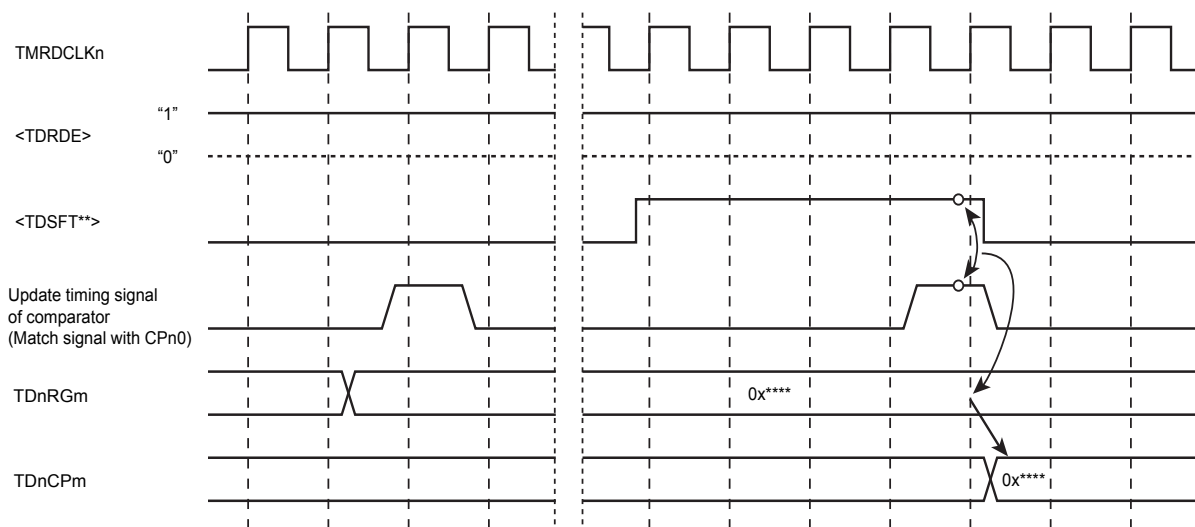 TMRDCLKn
“1”
<TDRDE>
“0”
<TDSFT**>
Update timing signal
of comparator
(Match signal with CPn0)
TDnRGm
0x****
TDnCPm
0x****